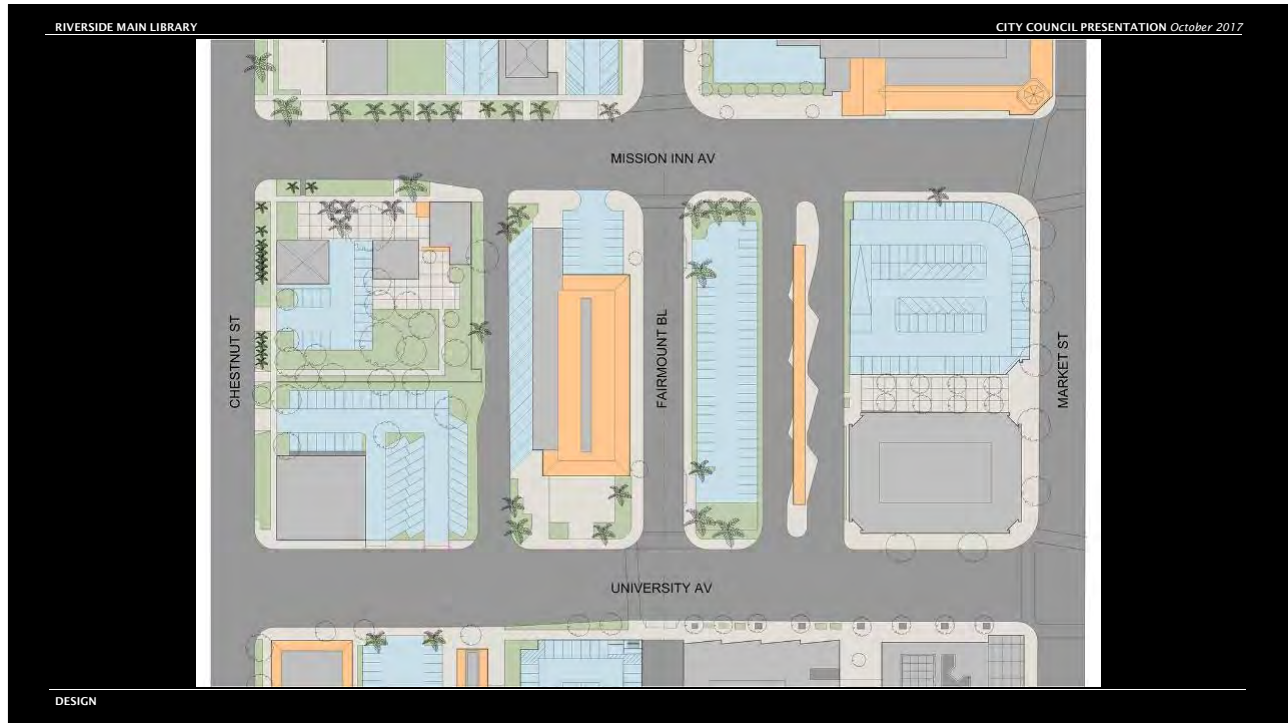 RIVERSIDE MAIN LIBRARY
CITY COUNCIL PRESENTATION October 2017
MISSION INN AV
CHESTNUT ST
FAIRMOUNT BL
MARKET ST
UNIVERSITY AV
DESIGN